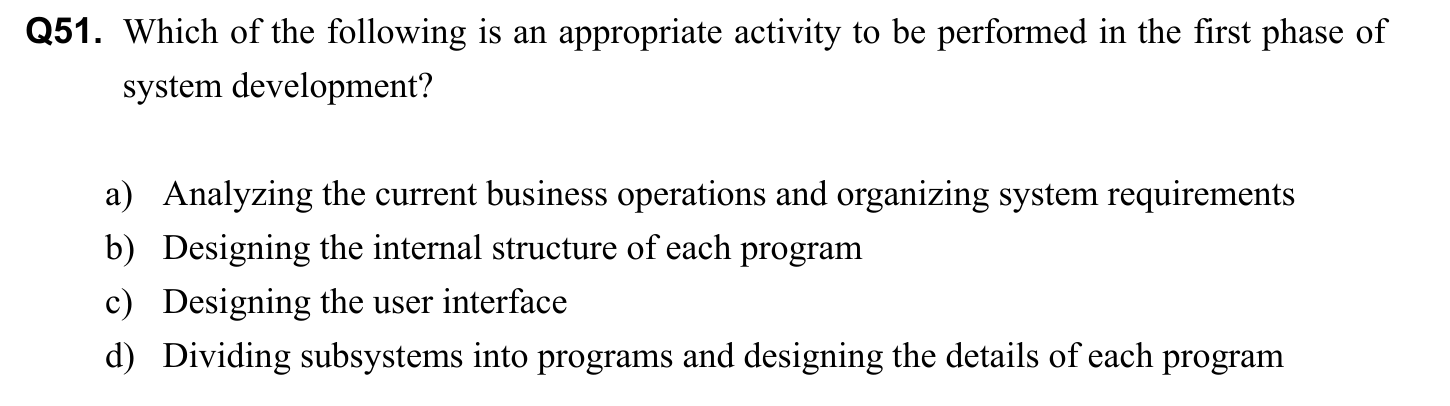 Q51. Which of the following is an appropriate activity to be performed in the first phase of
system development?
a) Analyzing the current business operations and organizing system requirements
b) Designing the internal structure of each program
c) Designing the user interface
d) Dividing subsystems into programs and designing the details of each program